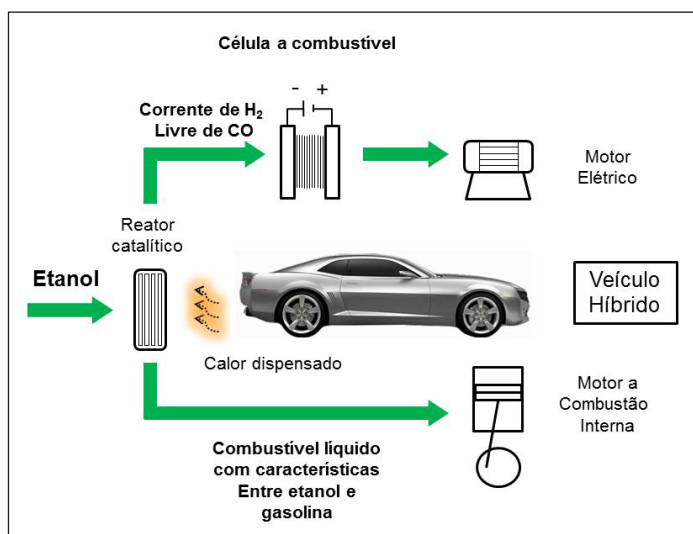 Célula a combustível
- +
Corrente de H₂
Livre de CO
Motor
Elétrico
Reator
catalítico
Etanol
Veículo
Híbrido
Calor dispensado
Motor a
Combustão
Interna
Combustível líquido
com características
Entre etanol e
gasolina